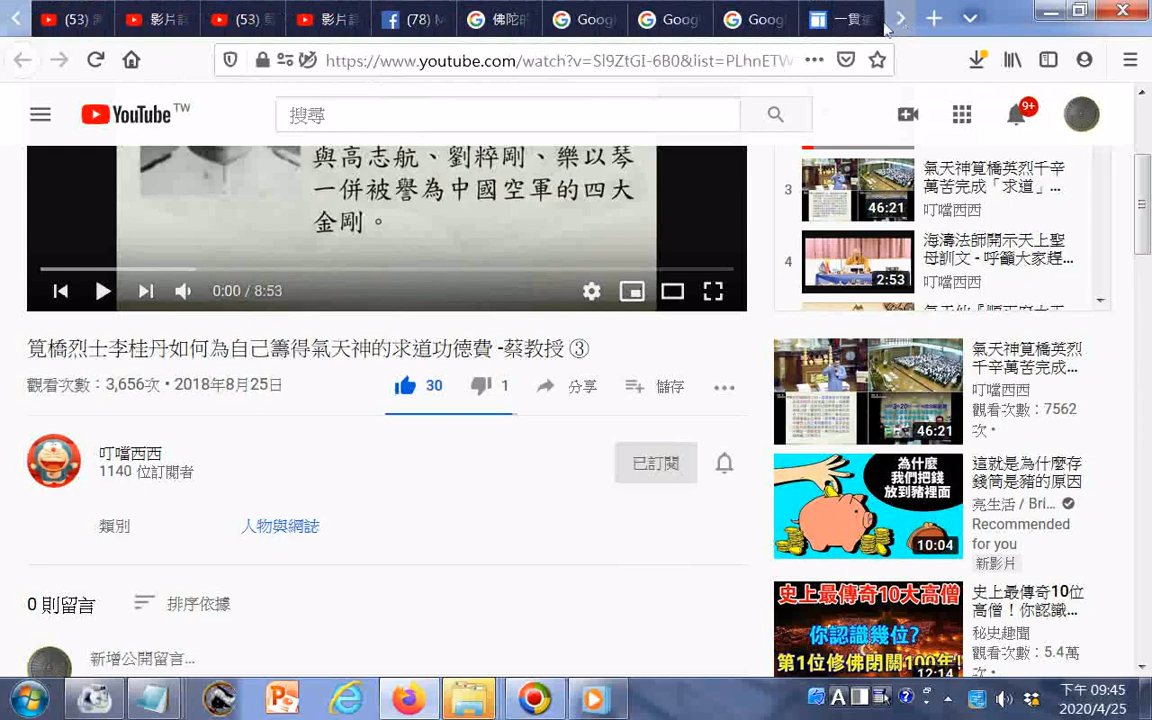 (53)
影片
(53)
影片
(78)
佛陀
Goog
Goog
Goog
一貫
https://www.youtube.com/watch?v=Sl9ZtGI-6B0&list=PLhnETW
YouTube TW
搜尋
9+
與高志航、劉粹剛、樂以琴
一併被譽為中國空軍的四大
金剛。
0:00 / 8:53
3
46:21
氣天神筧橋英烈千辛
萬苦完成「求道」...
叮噹西西
4
2:53
海濤法師開示天上聖
母訓文 - 呼籲大家趕...
叮噹西西
筧橋烈士李桂丹如何為自己籌得氣天神的求道功德費 -蔡教授 ③
觀看次數：3,656次 • 2018年8月25日
30
1
分享
儲存
叮噹西西
1140 位訂閱者
已訂閱
類別
人物與網誌
0 則留言
排序依據
新增公開留言...
46:21
氣天神筧橋英烈千辛
萬苦完成...
叮噹西西
觀看次數：7562
次 •
為什麼
我們把錢
放到豬裡面
10:04
這就是為什麼存
錢筒是豬的原因
亮生活 / Bri...
Recommended
for you
新影片
史上最傳奇10大高僧
你認識幾位?
第1位修佛閉關100年!
12:14
史上最傳奇10位
高僧！你認識...
秘史趣聞
觀看次數：5.4萬
次 •
下午 09:45
2020/4/25